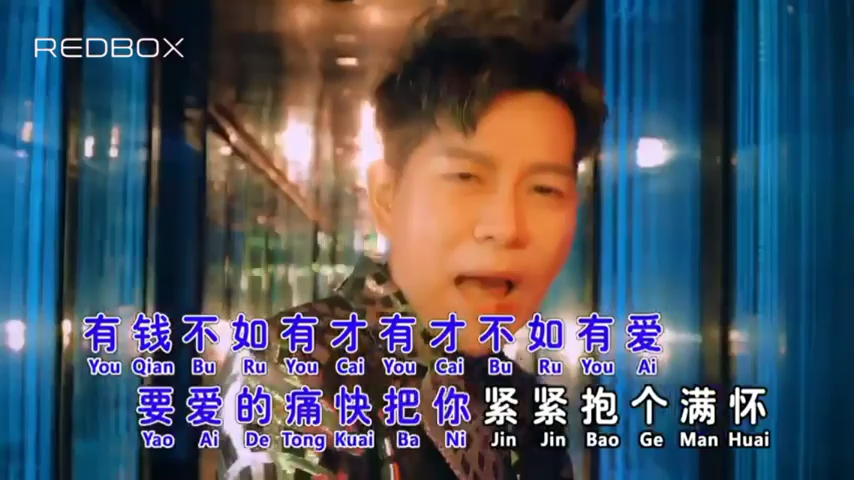 REDBOX
有钱不如有才有才不如有爱
You Qian Bu Ru You Cai You Cai Bu Ru You Ai
要爱的痛快把你紧紧抱个满怀
Yao Ai De Tong Kuai Ba Ni Jin Jin Bao Ge Man Huai